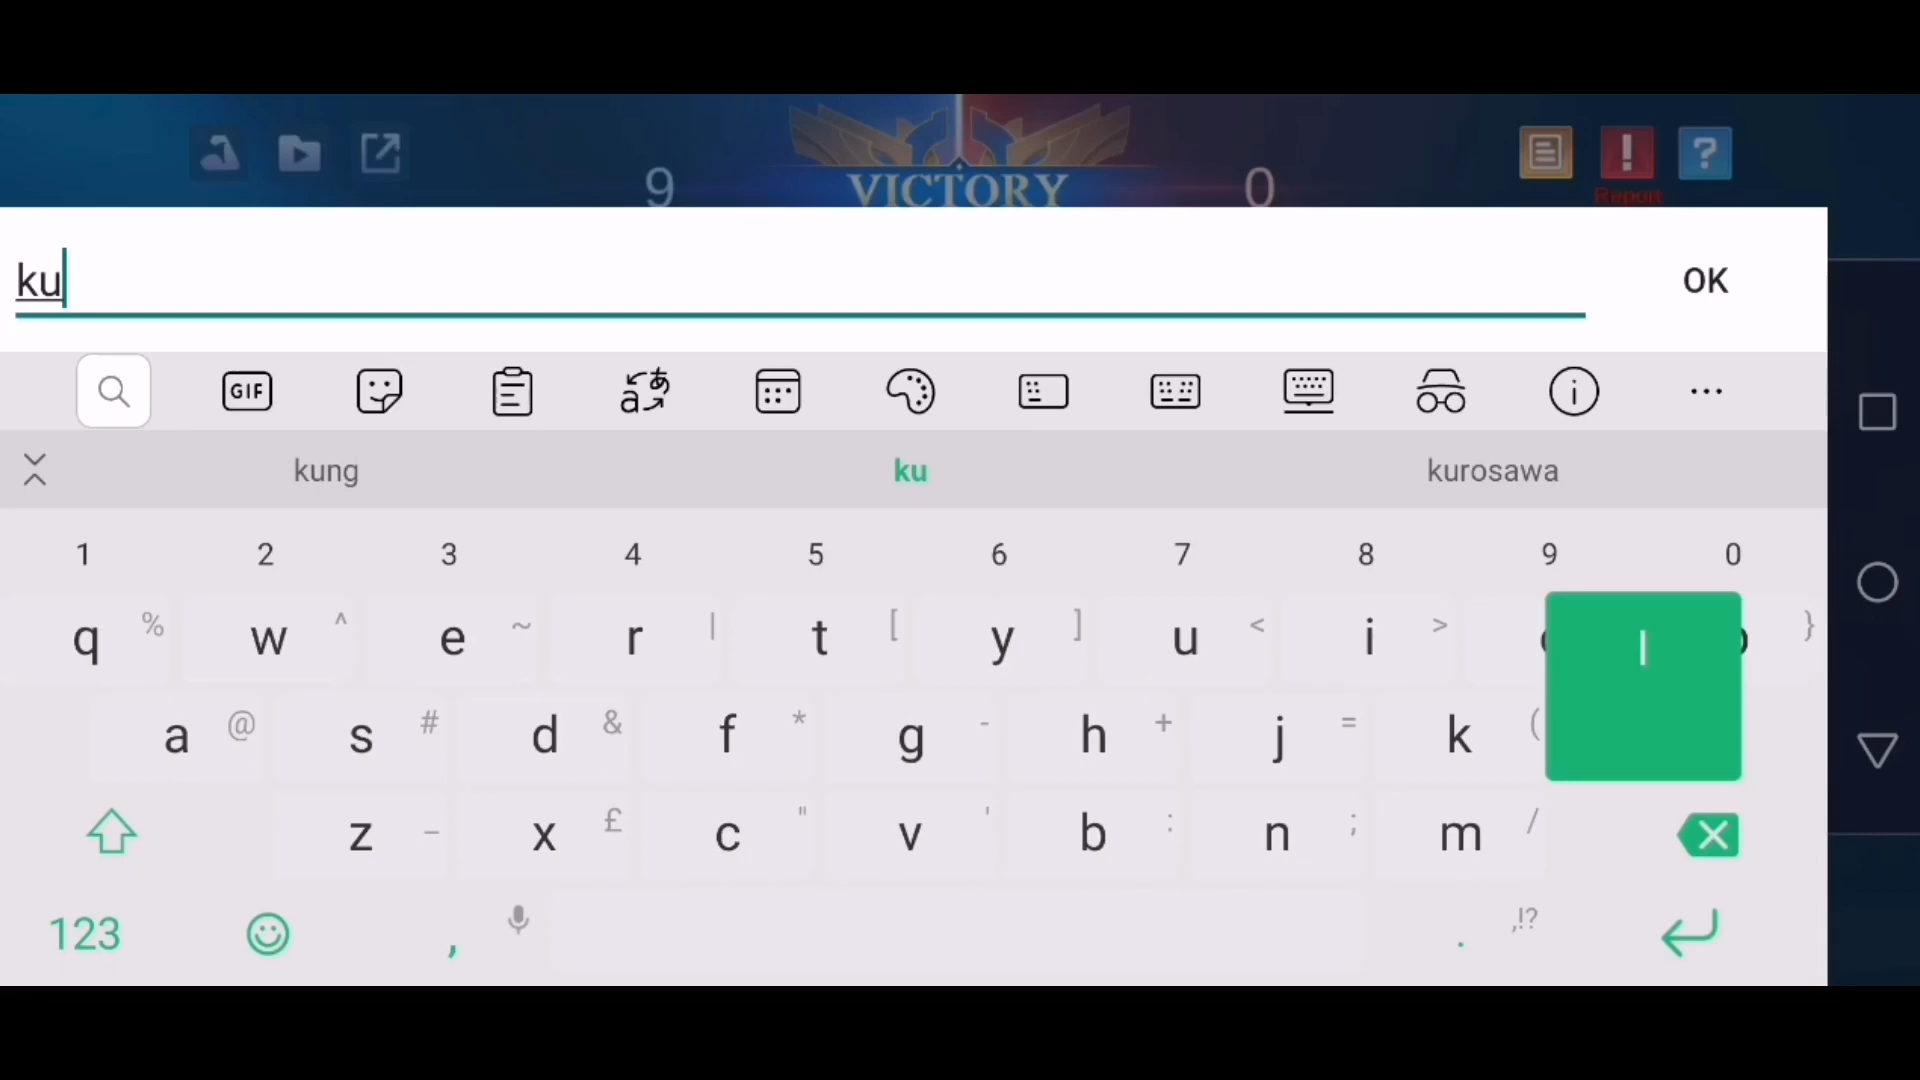 9 VICTORY 0
Report
ku OK
GIF
kung ku kurosawa
1 2 3 4 5 6 7 8 9 0
q % w ^ e ~ r | t [ y ] u < i > }
a @ s # d & f * g - h + j = k ( l
z _ x £ c " v ' b : n ; m /
123 , . ,!?